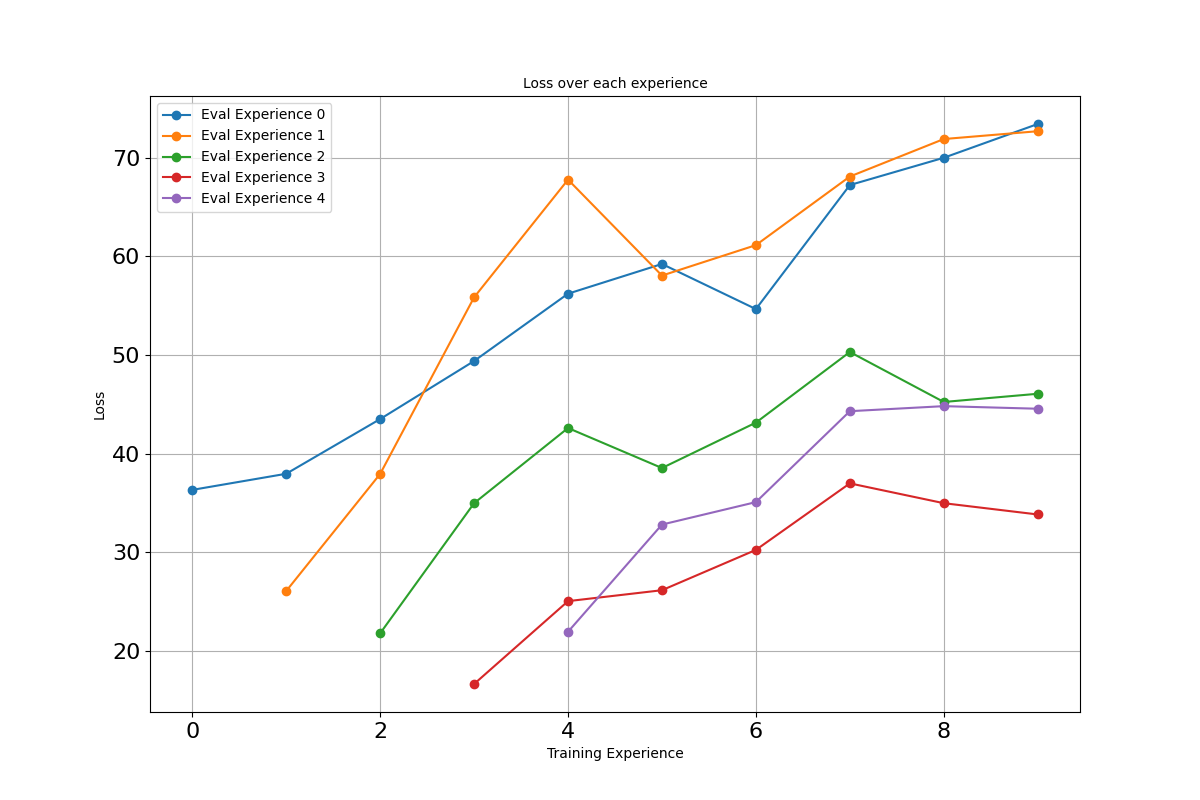 Loss over each experience
Eval Experience 0
Eval Experience 1
Eval Experience 2
Eval Experience 3
Eval Experience 4
70
60
50
40
30
20
Loss
0 2 4 6 8
Training Experience